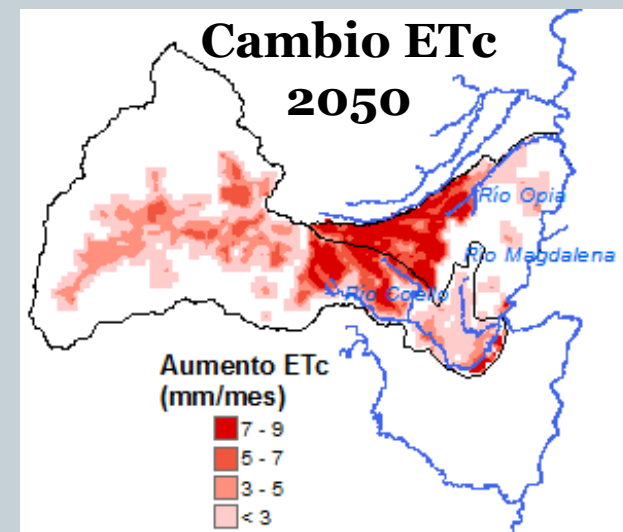 Cambio ETc
2050
Río Opia
Río Magdalena
Río Coello
Aumento ETc
(mm/mes)
7 - 9
5 - 7
3 - 5
< 3